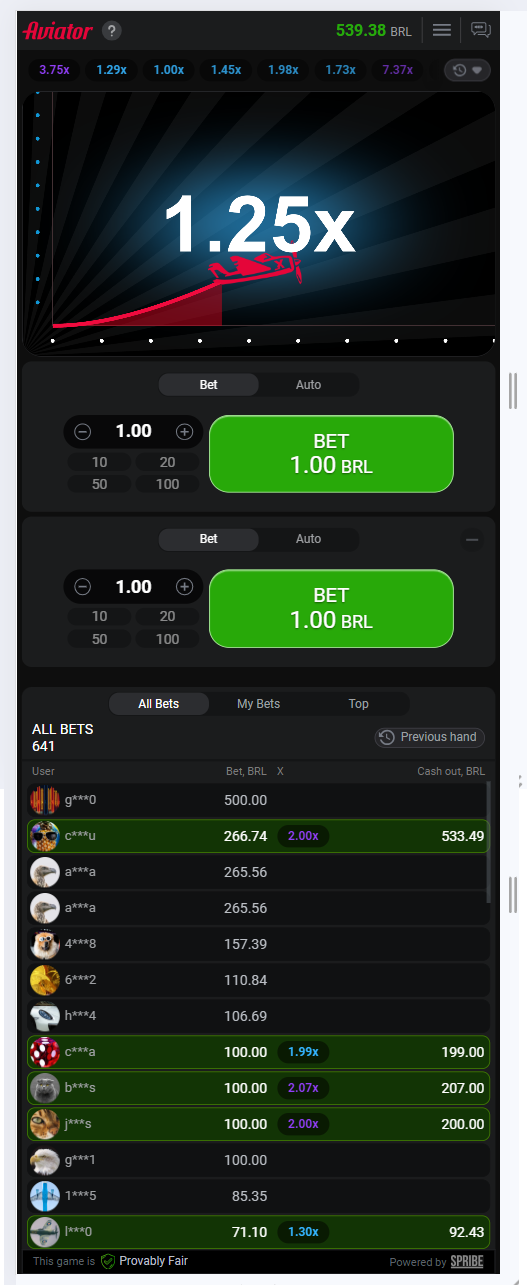 Aviator ? 539.38 BRL
3.75x 1.29x 1.00x 1.45x 1.98x 1.73x 7.37x
1.25x
Bet Auto
1.00
10 20
50 100
BET
1.00 BRL
Bet Auto
1.00
10 20
50 100
BET
1.00 BRL
All Bets My Bets Top
ALL BETS
641
Previous hand
User Bet, BRL X Cash out, BRL
g***0 500.00
c***u 266.74 2.00x 533.49
a***a 265.56
a***a 265.56
4***8 157.39
6***2 110.84
h***4 106.69
c***a 100.00 1.99x 199.00
b***s 100.00 2.07x 207.00
j***s 100.00 2.00x 200.00
g***1 100.00
1***5 85.35
l***0 71.10 1.30x 92.43
This game is Provably Fair Powered by SPRIBE